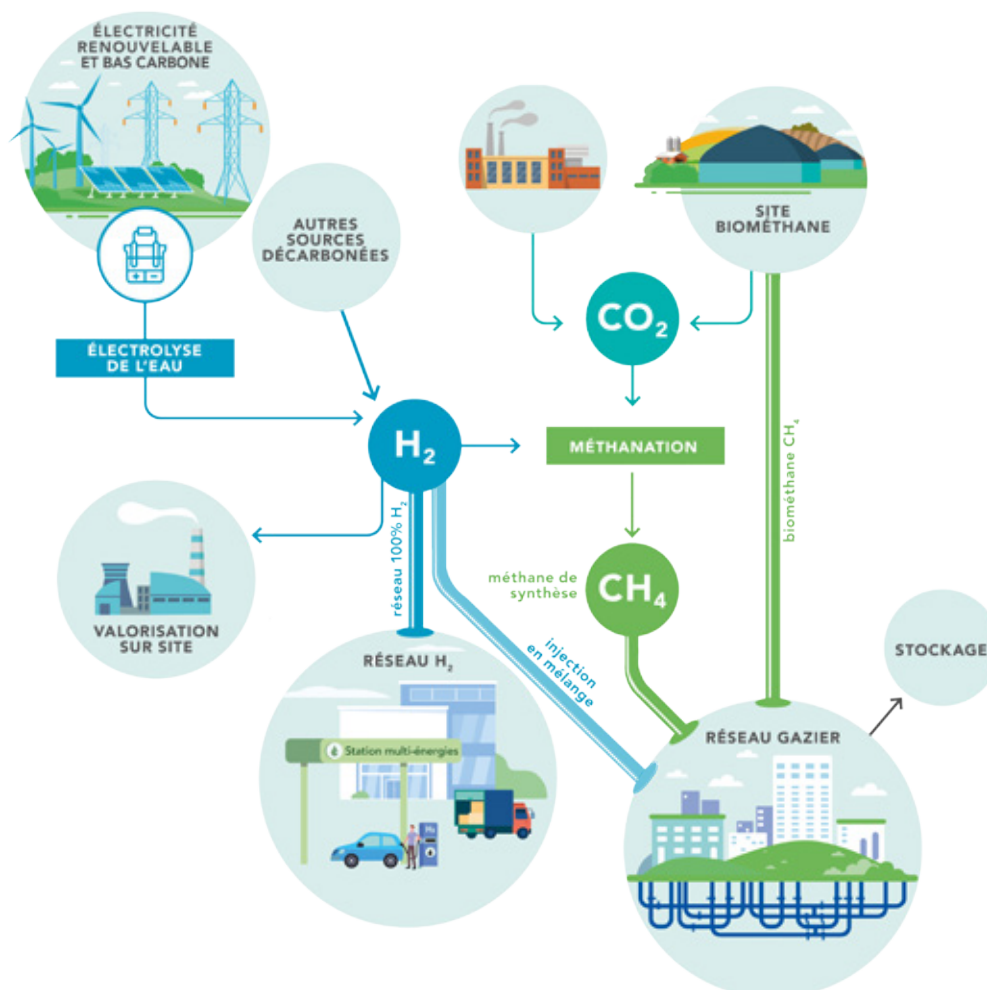 ÉLECTRICITÉ
RENOUVELABLE
ET BAS CARBONE
+ −
ÉLECTROLYSE
DE L'EAU
AUTRES
SOURCES
DÉCARBONÉES
SITE
BIOMÉTHANE
CO₂
H₂
MÉTHANATION
biométhane CH₄
réseau 100% H₂
VALORISATION
SUR SITE
méthane de
synthèse
CH₄
injection
en mélange
STOCKAGE
RÉSEAU H₂
Station multi-énergies
H₂
RÉSEAU GAZIER